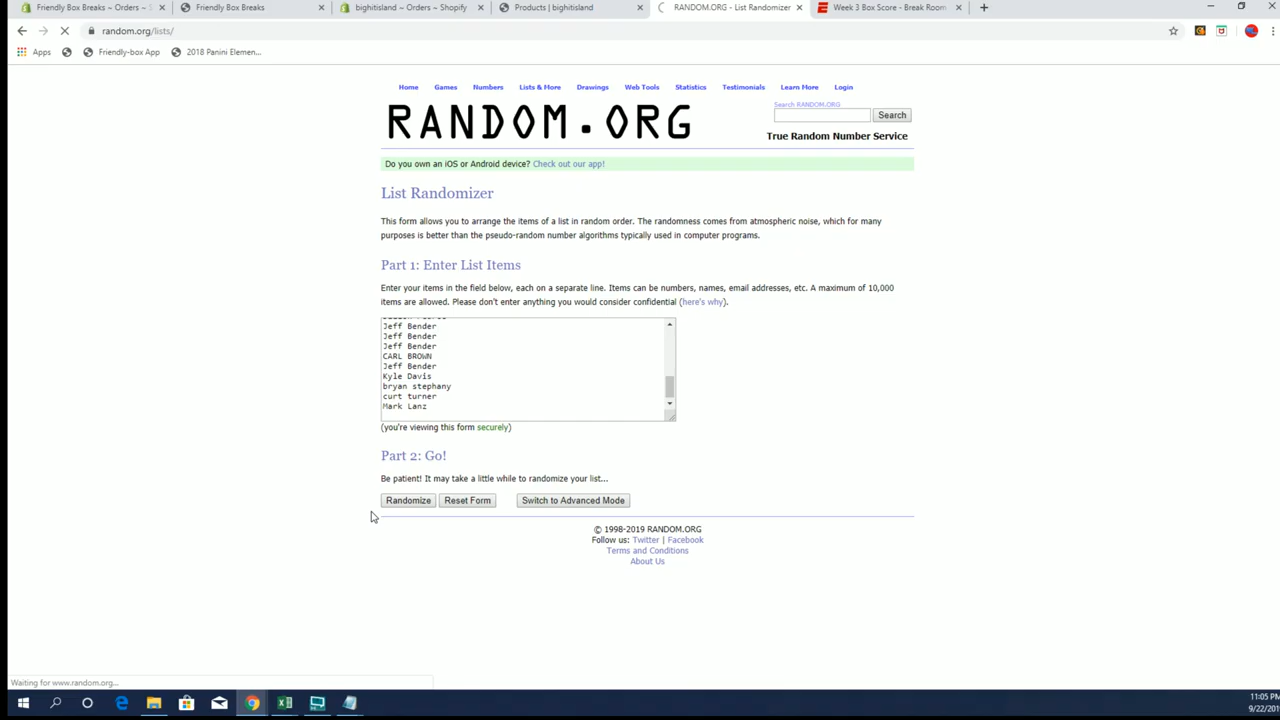 Friendly Box Breaks ~ Orders ~ S
Friendly Box Breaks
bighitisland ~ Orders ~ Shopify
Products | bighitisland
RANDOM.ORG - List Randomizer
Week 3 Box Score - Break Room
random.org/lists/
Apps
Friendly-box App
2018 Panini Elemen...
Home Games Numbers Lists & More Drawings Web Tools Statistics Testimonials Learn More Login
RANDOM.ORG
Search RANDOM.ORG
Search
True Random Number Service
Do you own an iOS or Android device? Check out our app!
List Randomizer
This form allows you to arrange the items of a list in random order. The randomness comes from atmospheric noise, which for many
purposes is better than the pseudo-random number algorithms typically used in computer programs.
Part 1: Enter List Items
Enter your items in the field below, each on a separate line. Items can be numbers, names, email addresses, etc. A maximum of 10,000
items are allowed. Please don't enter anything you would consider confidential (here's why).
Jeff Bender
Jeff Bender
Jeff Bender
CARL BROWN
Jeff Bender
Kyle Davis
bryan stephany
curt turner
Mark Lanz
(you're viewing this form securely)
Part 2: Go!
Be patient! It may take a little while to randomize your list...
Randomize Reset Form Switch to Advanced Mode
© 1998-2019 RANDOM.ORG
Follow us: Twitter | Facebook
Terms and Conditions
About Us
Waiting for www.random.org...
11:05 PM
9/22/2019